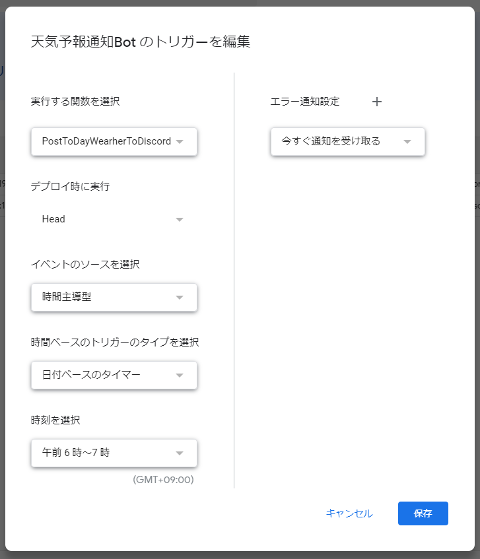 天気予報通知Bot のトリガーを編集
実行する関数を選択
PostToDayWearherToDiscord
デプロイ時に実行
Head
イベントのソースを選択
時間主導型
時間ベースのトリガーのタイプを選択
日付ベースのタイマー
時刻を選択
午前 6 時～7 時
(GMT+09:00)
エラー通知設定
今すぐ通知を受け取る
キャンセル
保存